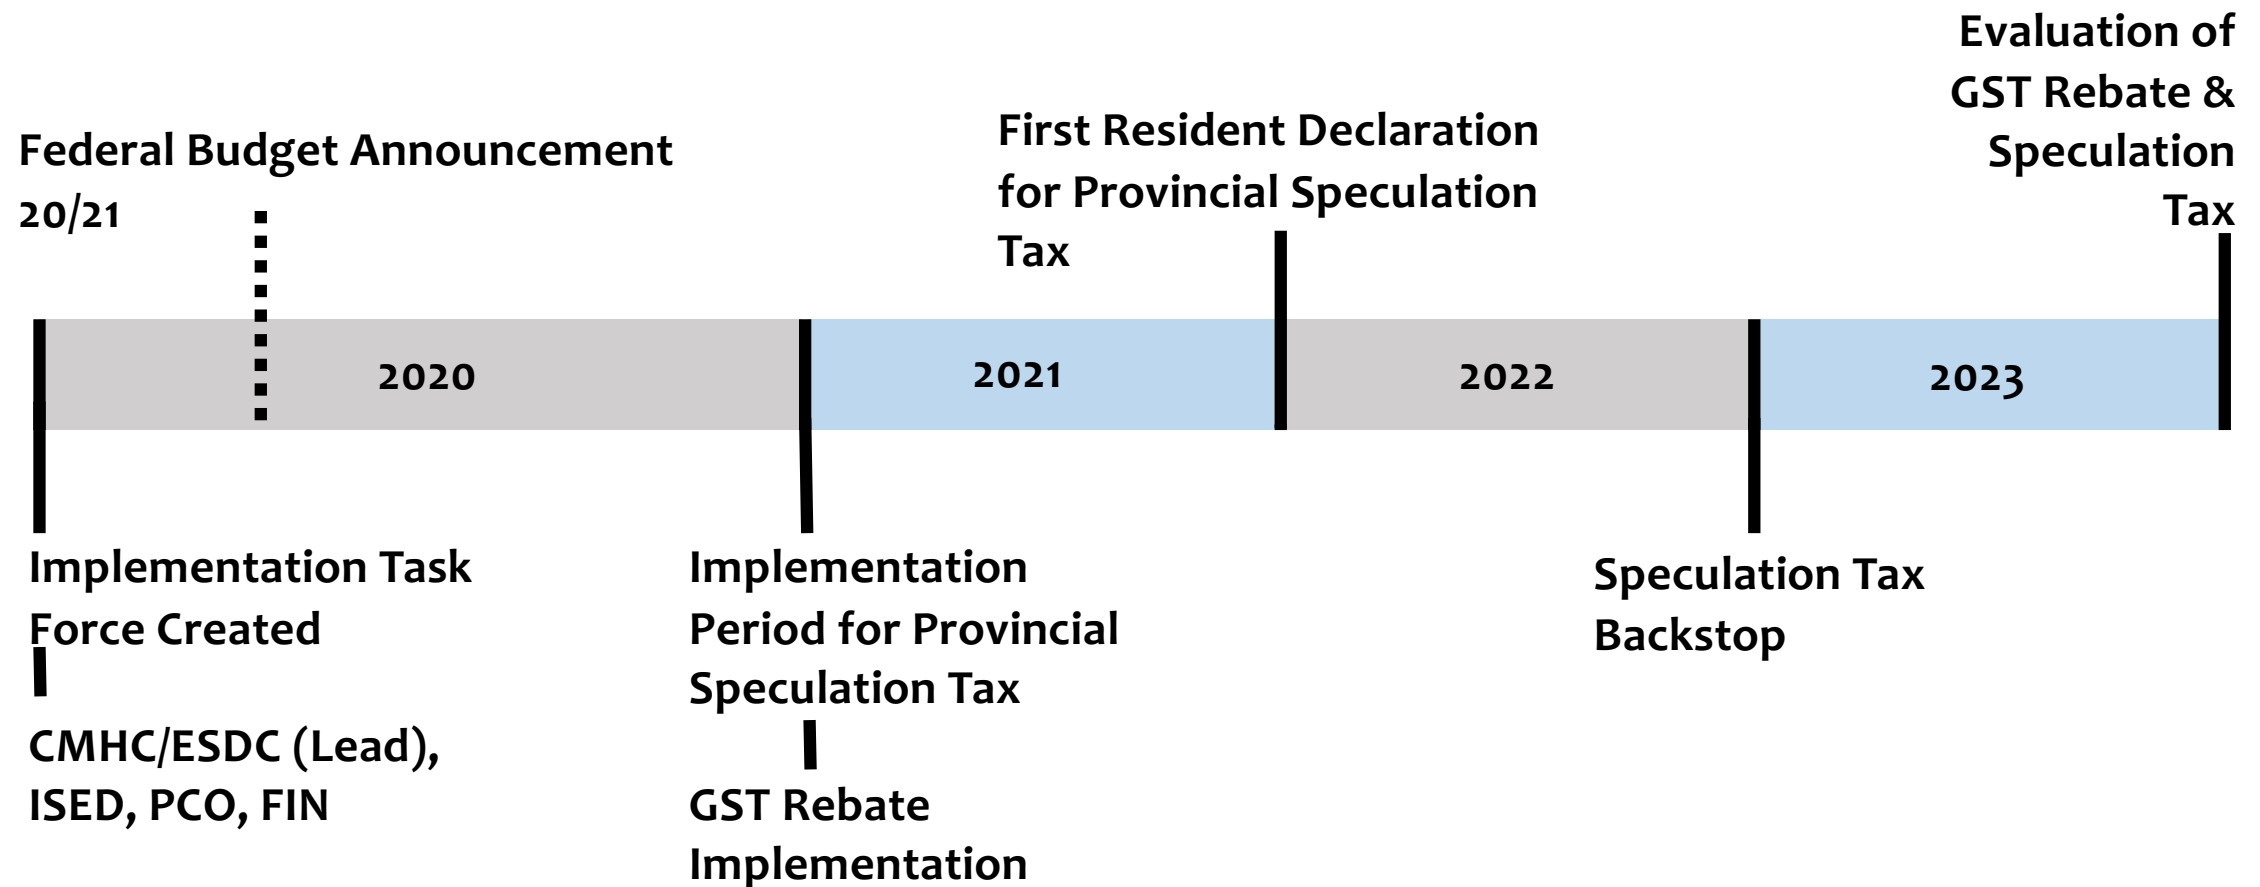 Federal Budget Announcement
20/21
First Resident Declaration
for Provincial Speculation
Tax
Evaluation of
GST Rebate &
Speculation
Tax
2020
2021
2022
2023
Implementation Task
Force Created
CMHC/ESDC (Lead),
ISED, PCO, FIN
Implementation
Period for Provincial
Speculation Tax
GST Rebate
Implementation
Speculation Tax
Backstop